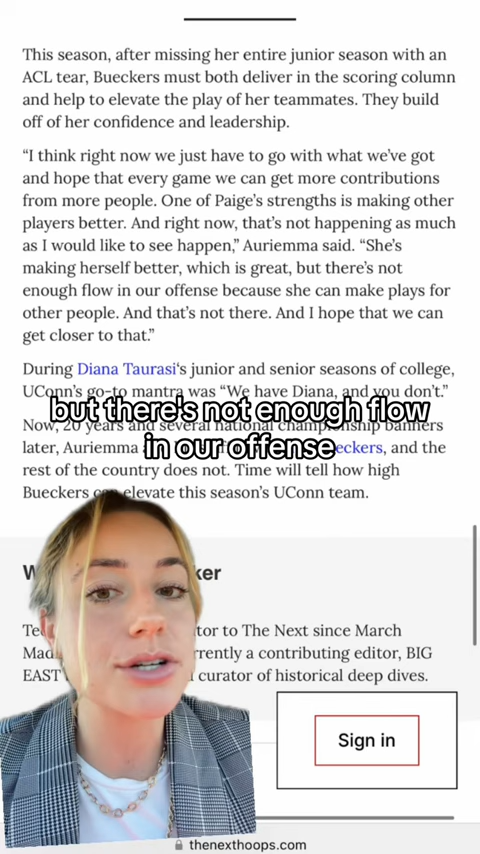 This season, after missing her entire junior season with an
ACL tear, Bueckers must both deliver in the scoring column
and help to elevate the play of her teammates. They build
off of her confidence and leadership.
“I think right now we just have to go with what we’ve got
and hope that every game we can get more contributions
from more people. One of Paige’s strengths is making other
players better. And right now, that’s not happening as much
as I would like to see happen,” Auriemma said. “She’s
making herself better, which is great, but there’s not
enough flow in our offense because she can make plays for
other people. And that’s not there. And I hope that we can
get closer to that.”
During Diana Taurasi‘s junior and senior seasons of college,
UConn’s go-to mantra was “We have Diana, and you don’t.”
but there's not enough flow
Now, 20 years and several national championship banners
in our offense
later, Auriemma eckers, and the
rest of the country does not. Time will tell how high
Bueckers can elevate this season’s UConn team.
W ker
Te tor to The Next since March
Mad rrently a contributing editor, BIG
EAST curator of historical deep dives.
Sign in
thenexthoops.com